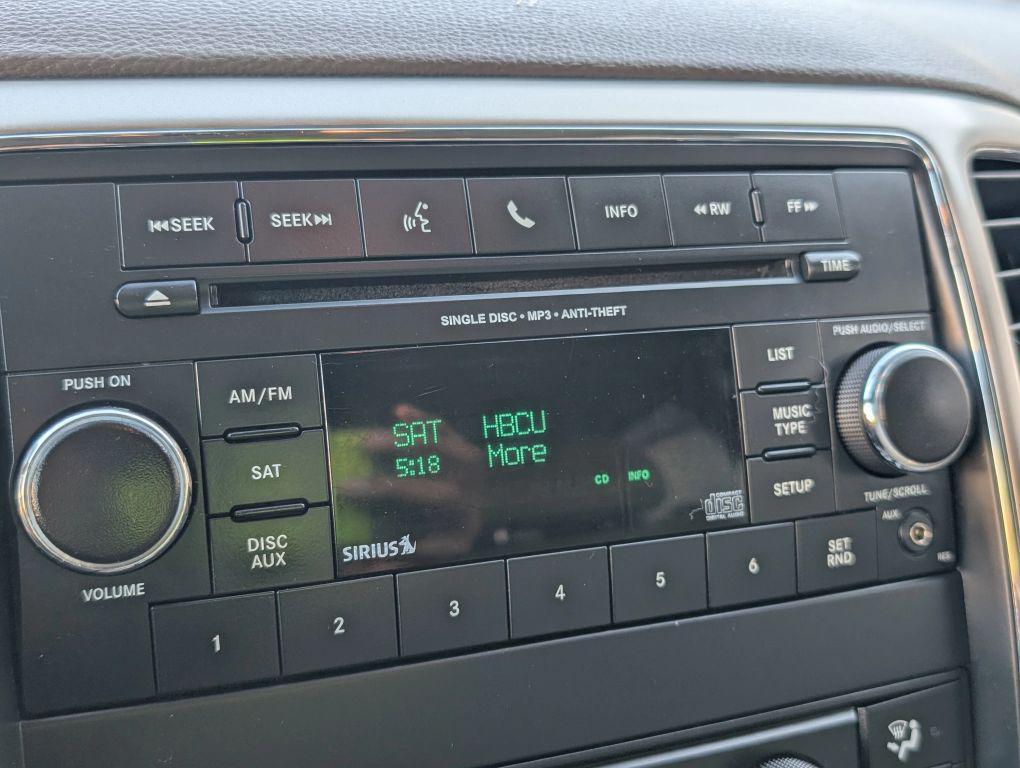 SEEK
SEEK
INFO
RW
FF
TIME
SINGLE DISC • MP3 • ANTI-THEFT
PUSH ON
AM/FM
SAT
DISC
AUX
VOLUME
SAT
5:18
HBCU
More
CD INFO
SIRIUS
COMPACT
disc
DIGITAL AUDIO
LIST
MUSIC
TYPE
SETUP
PUSH AUDIO/SELECT
TUNE/SCROLL
AUX
RES
SET
RND
1
2
3
4
5
6